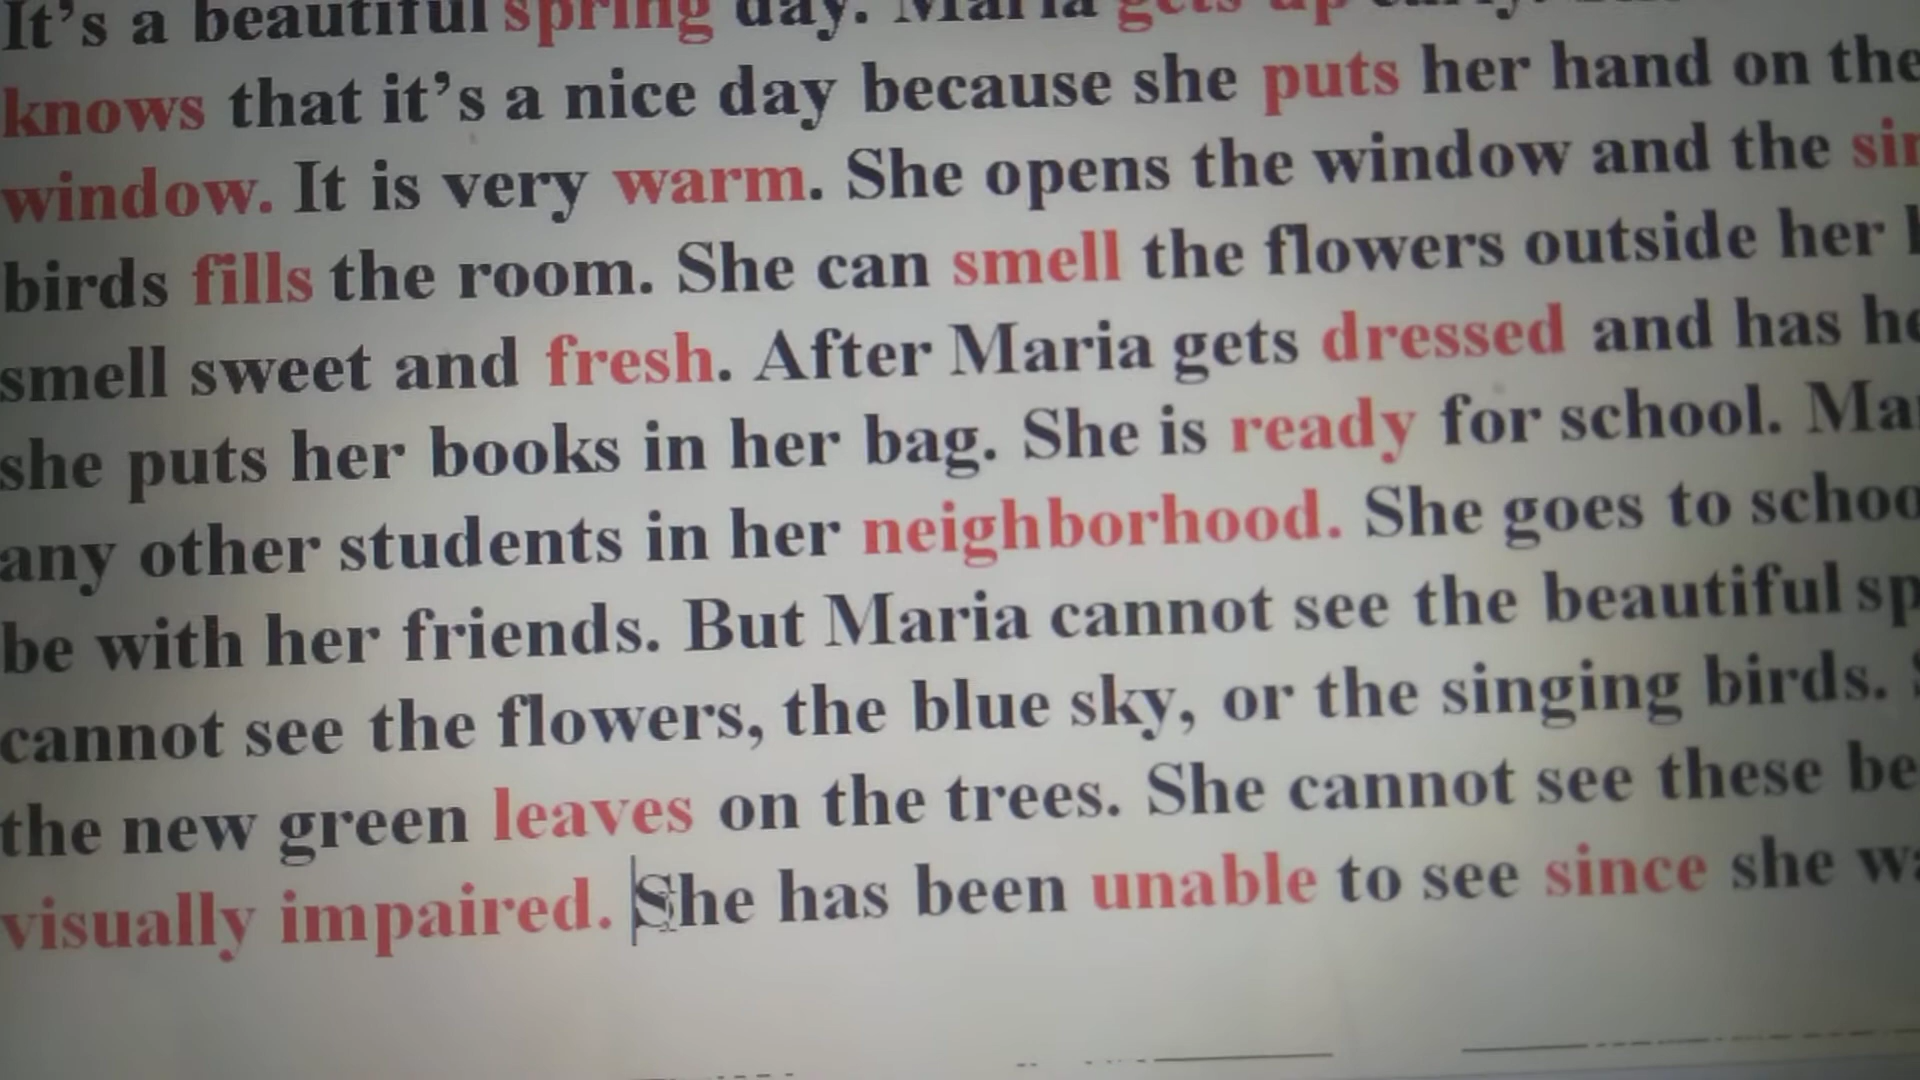 It's a beautiful spring day. Maria gets up early.
knows that it's a nice day because she puts her hand on the
window. It is very warm. She opens the window and the
birds fills the room. She can smell the flowers outside her
smell sweet and fresh. After Maria gets dressed and has
she puts her books in her bag. She is ready for school.
any other students in her neighborhood. She goes to
be with her friends. But Maria cannot see the beautiful
cannot see the flowers, the blue sky, or the singing birds.
the new green leaves on the trees. She cannot see these
visually impaired. She has been unable to see since she